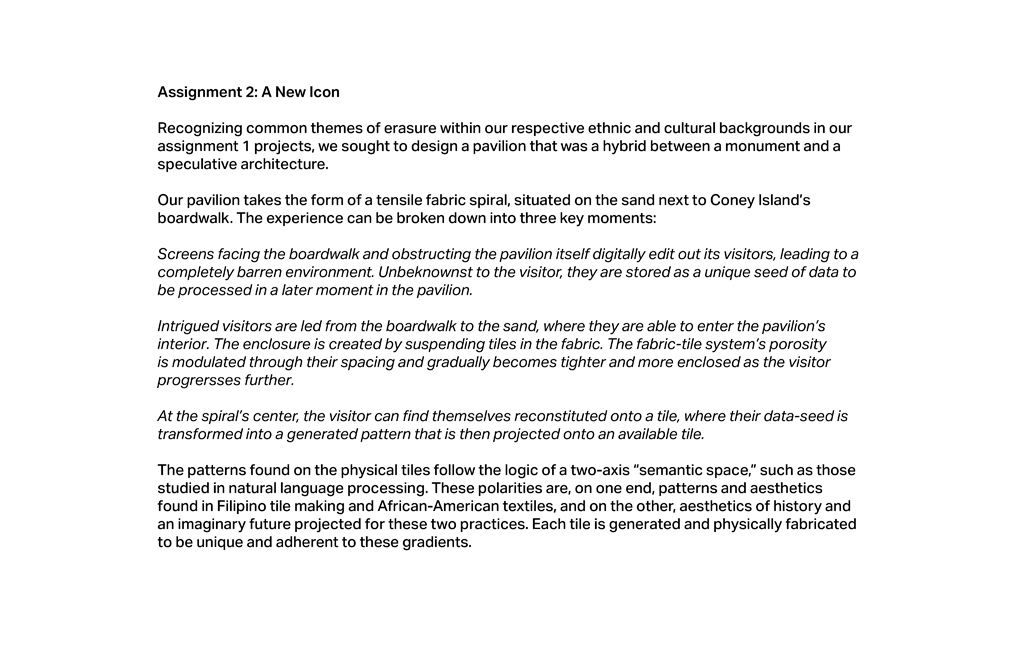 Assignment 2: A New Icon
Recognizing common themes of erasure within our respective ethnic and cultural backgrounds in our
assignment 1 projects, we sought to design a pavilion that was a hybrid between a monument and a
speculative architecture.
Our pavilion takes the form of a tensile fabric spiral, situated on the sand next to Coney Island’s
boardwalk. The experience can be broken down into three key moments:
Screens facing the boardwalk and obstructing the pavilion itself digitally edit out its visitors, leading to a
completely barren environment. Unbeknownst to the visitor, they are stored as a unique seed of data to
be processed in a later moment in the pavilion.
Intrigued visitors are led from the boardwalk to the sand, where they are able to enter the pavilion’s
interior. The enclosure is created by suspending tiles in the fabric. The fabric-tile system’s porosity
is modulated through their spacing and gradually becomes tighter and more enclosed as the visitor
progrersses further.
At the spiral’s center, the visitor can find themselves reconstituted onto a tile, where their data-seed is
transformed into a generated pattern that is then projected onto an available tile.
The patterns found on the physical tiles follow the logic of a two-axis “semantic space,” such as those
studied in natural language processing. These polarities are, on one end, patterns and aesthetics
found in Filipino tile making and African-American textiles, and on the other, aesthetics of history and
an imaginary future projected for these two practices. Each tile is generated and physically fabricated
to be unique and adherent to these gradients.